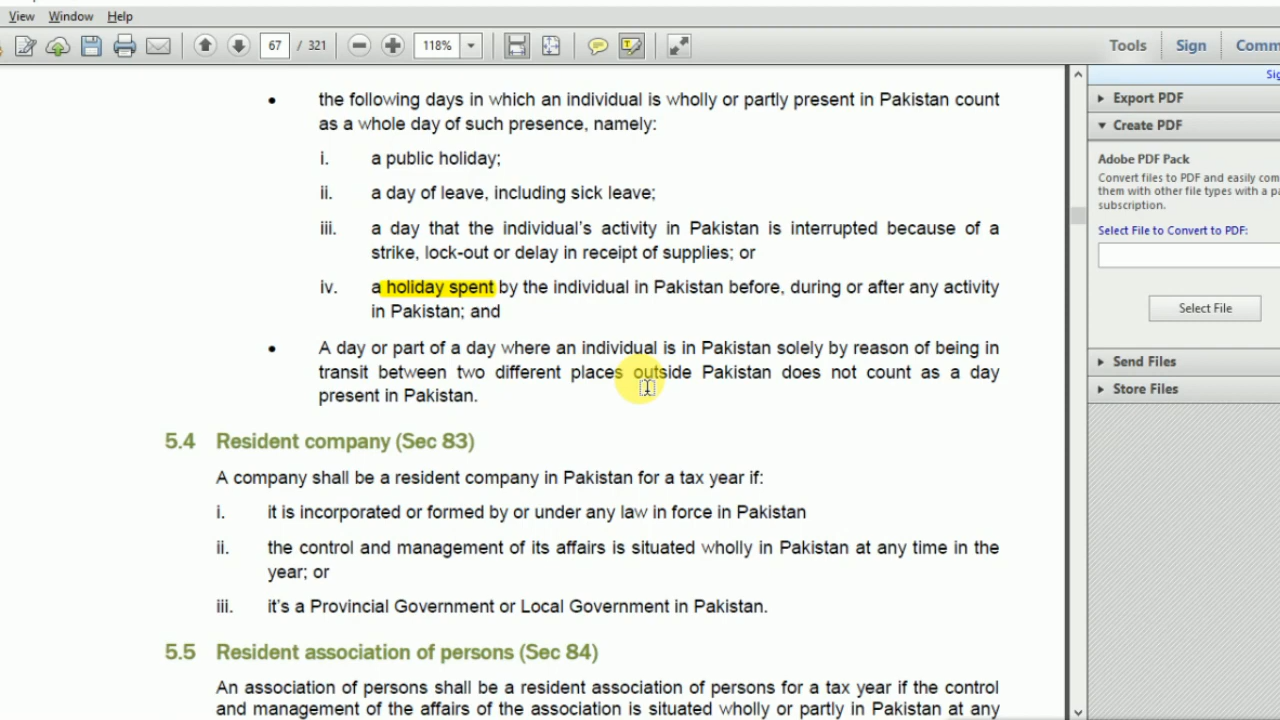 View Window Help
67 / 321 118% Tools Sign
Export PDF
Create PDF
Adobe PDF Pack
Convert files to PDF and easily
them with other file types with a
subscription.
Select File to Convert to PDF:
Select File
Send Files
Store Files
• the following days in which an individual is wholly or partly present in Pakistan count
as a whole day of such presence, namely:
i. a public holiday;
ii. a day of leave, including sick leave;
iii. a day that the individual's activity in Pakistan is interrupted because of a
strike, lock-out or delay in receipt of supplies; or
iv. a holiday spent by the individual in Pakistan before, during or after any activity
in Pakistan; and
• A day or part of a day where an individual is in Pakistan solely by reason of being in
transit between two different places outside Pakistan does not count as a day
present in Pakistan.
5.4 Resident company (Sec 83)
A company shall be a resident company in Pakistan for a tax year if:
i. it is incorporated or formed by or under any law in force in Pakistan
ii. the control and management of its affairs is situated wholly in Pakistan at any time in the
year; or
iii. it's a Provincial Government or Local Government in Pakistan.
5.5 Resident association of persons (Sec 84)
An association of persons shall be a resident association of persons for a tax year if the control
and management of the affairs of the association is situated wholly or partly in Pakistan at any